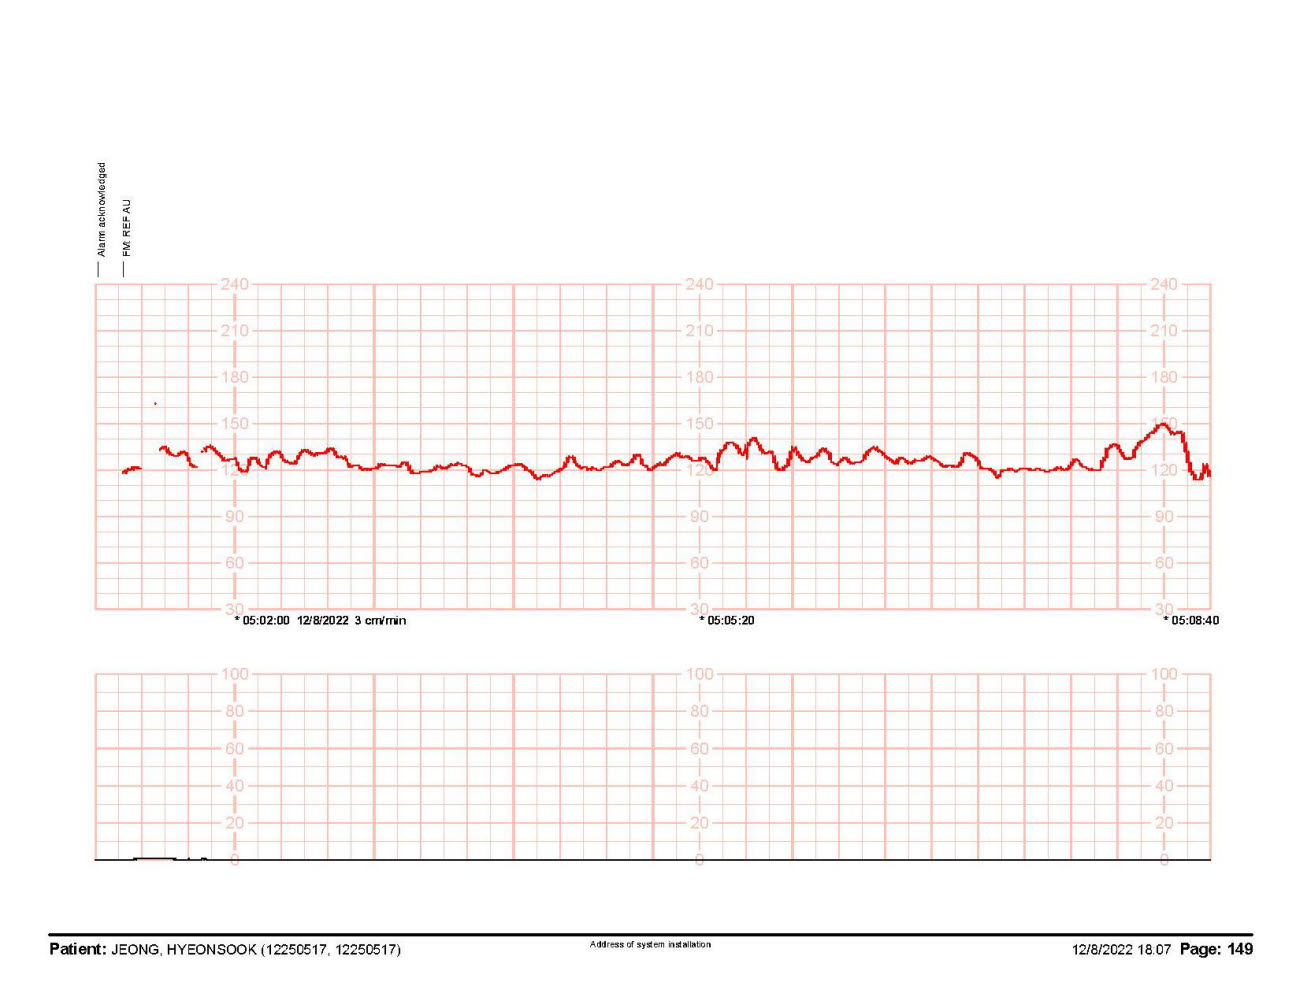 Alarm acknowledged
FM: REF AU
240 240 240
210 210 210
180 180 180
150 150 150
120 120 120
90 90 90
60 60 60
30 30 30
* 05:02:00 12/8/2022 3 cm/min * 05:05:20 * 05:08:40
100 100 100
80 80 80
60 60 60
40 40 40
20 20 20
0 0 0
Patient: JEONG, HYEONSOOK (12250517, 12250517) Address of system installation 12/8/2022 18:07 Page: 149